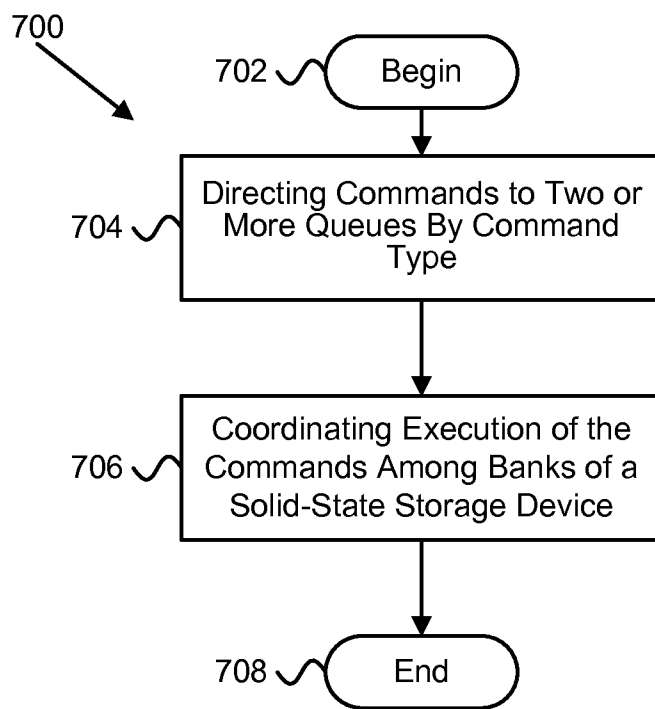 700
702
Begin
704
Directing Commands to Two or
More Queues By Command
Type
706
Coordinating Execution of the
Commands Among Banks of a
Solid-State Storage Device
708
End